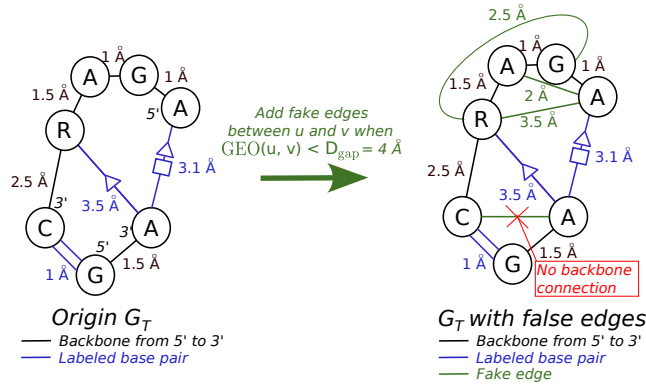 1 Å
A
G
1 Å
1.5 Å
5'
A
R
3.1 Å
2.5 Å
3'
3.5 Å
C
3'
A
5'
1 Å
G
1.5 Å
Origin G_T
Backbone from 5' to 3'
Labeled base pair
Add fake edges
between u and v when
GEO(u, v) < D_gap = 4 Å
2.5 Å
1 Å
A
G
1 Å
1.5 Å
2 Å
A
R
3.5 Å
3.1 Å
2.5 Å
3.5 Å
C
A
1 Å
G
1.5 Å
No backbone
connection
G_T with false edges
Backbone from 5' to 3'
Labeled base pair
Fake edge